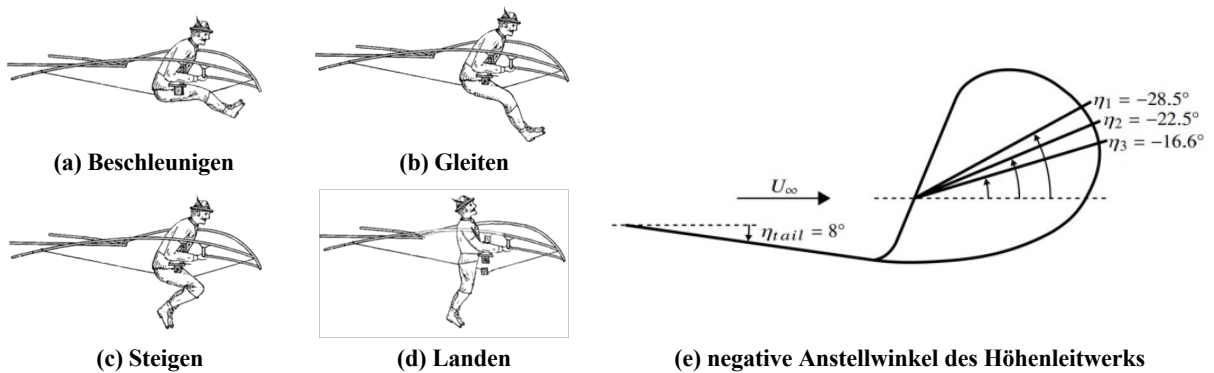 (a) Beschleunigen
(b) Gleiten
(c) Steigen
(d) Landen
η₁ = −28.5°
η₂ = −22.5°
η₃ = −16.6°
U∞
ηtail = 8°
(e) negative Anstellwinkel des Höhenleitwerks